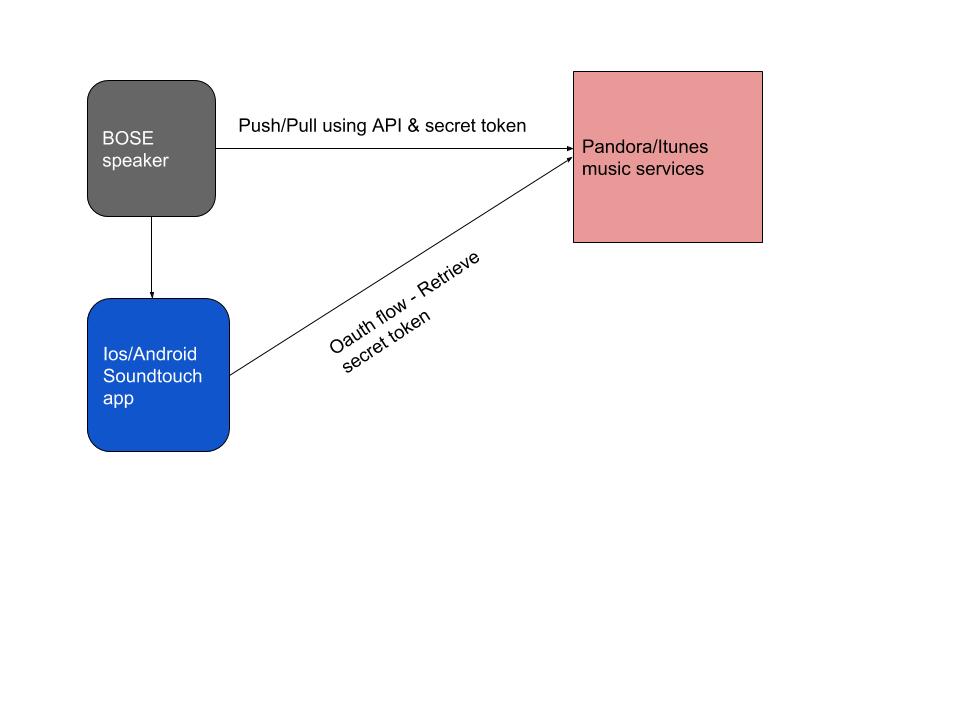 BOSE
speaker
Push/Pull using API & secret token
Pandora/Itunes
music services
Oauth flow - Retrieve
secret token
Ios/Android
Soundtouch
app